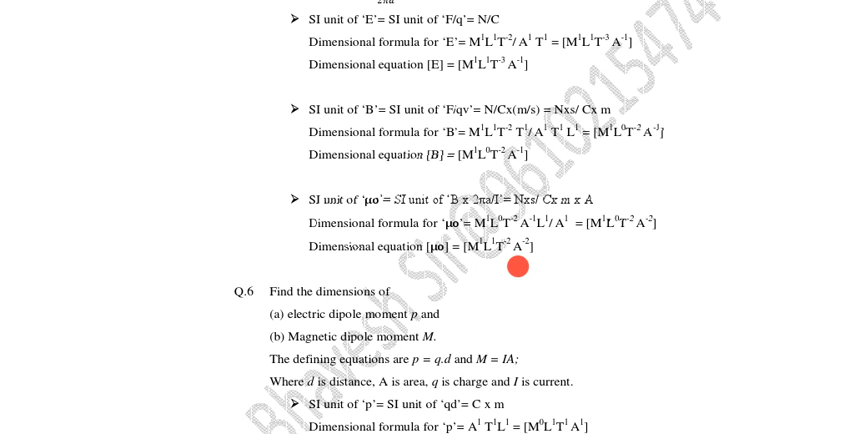 2πa
➢ SI unit of ‘E’= SI unit of ‘F/q’= N/C
Dimensional formula for ‘E’= M¹L¹T⁻²/ A¹ T¹ = [M¹L¹T⁻³ A⁻¹]
Dimensional equation [E] = [M¹L¹T⁻³ A⁻¹]
➢ SI unit of ‘B’= SI unit of ‘F/qv’= N/Cx(m/s) = Nxs/ Cx m
Dimensional formula for ‘B’= M¹L¹T⁻² T¹/ A¹ T¹ L¹ = [M¹L⁰T⁻² A⁻¹]
Dimensional equation [B] = [M¹L⁰T⁻² A⁻¹]
➢ SI unit of ‘μo’= SI unit of ‘B x 2πa/I’= Nxs/ Cx m x A
Dimensional formula for ‘μo’= M¹L⁰T⁻² A⁻¹L¹/ A¹ = [M¹L⁰T⁻² A⁻²]
Dimensional equation [μo] = [M¹L¹T⁻² A⁻²]
Q.6 Find the dimensions of
(a) electric dipole moment p and
(b) Magnetic dipole moment M.
The defining equations are p = q.d and M = IA;
Where d is distance, A is area, q is charge and I is current.
➢ SI unit of ‘p’= SI unit of ‘qd’= C x m
Dimensional formula for ‘p’= A¹ T¹L¹ = [M⁰L¹T¹ A¹]
Bhavesh Sir@9610215474